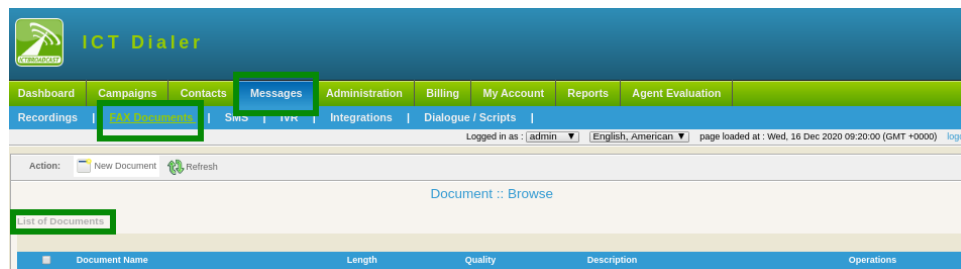 ICT Dialer
ICTBROADCAST
Dashboard Campaigns Contacts Messages Administration Billing My Account Reports Agent Evaluation
Recordings | FAX Documents | SMS | IVR | Integrations | Dialogue / Scripts |
Logged in as : admin ▼ English, American ▼ page loaded at : Wed, 16 Dec 2020 09:20:00 (GMT +0000)
Action: New Document Refresh
Document :: Browse
List of Documents
Document Name Length Quality Description Operations